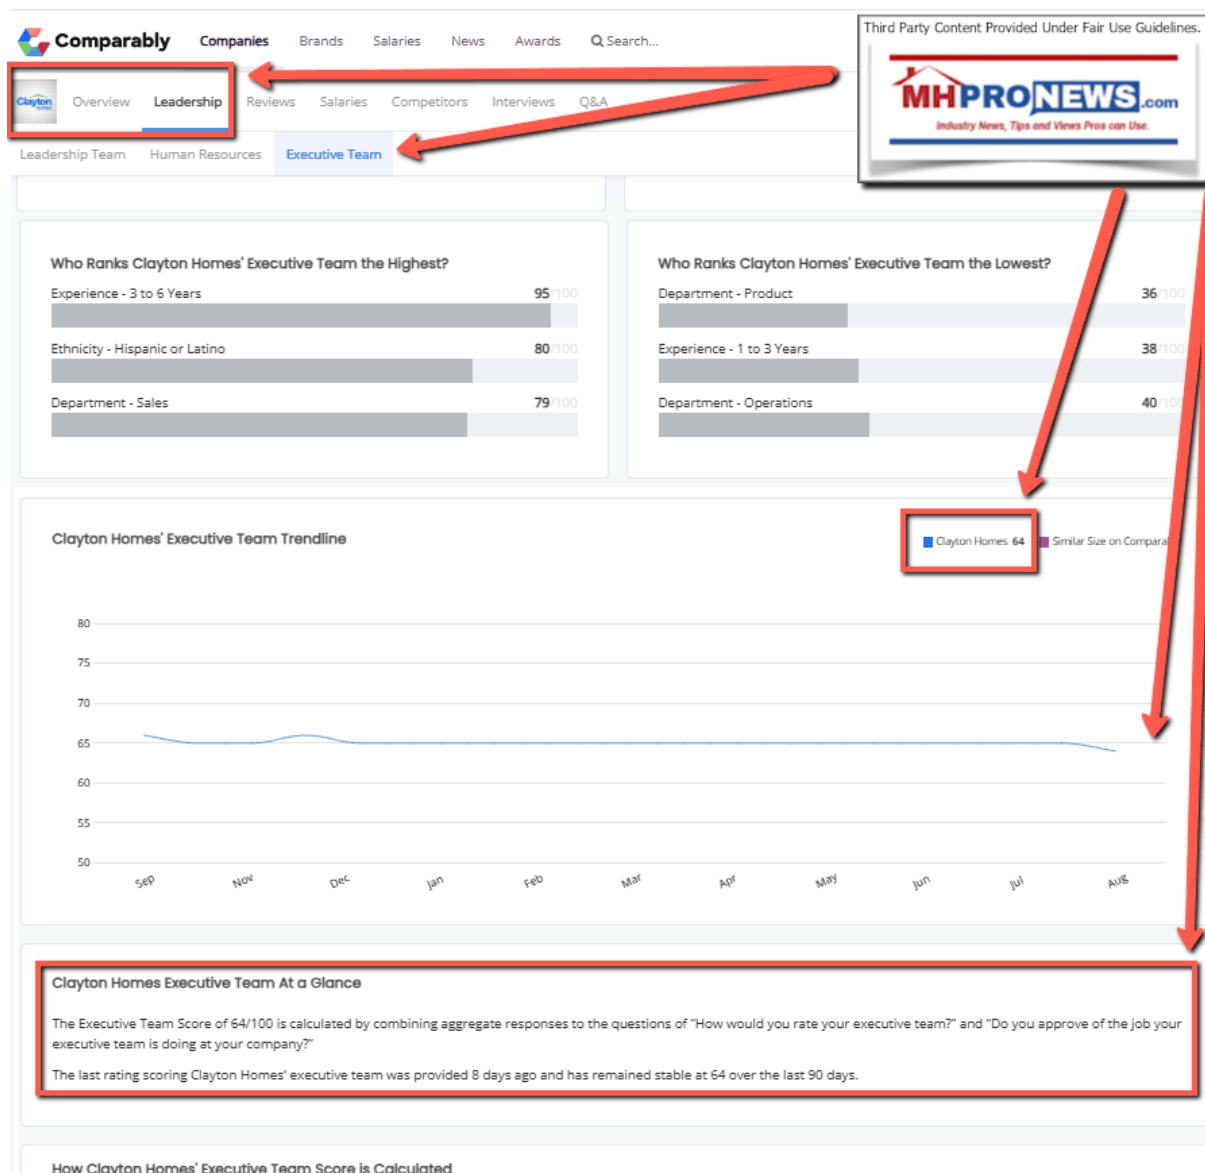 Third Party Content Provided Under Fair Use Guidelines.
MHPRONEWS.com
Industry News, Tips and Views Pros can Use.
Comparably Companies Brands Salaries News Awards Search...
Clayton Overview Leadership Reviews Salaries Competitors Interviews Q&A
Leadership Team Human Resources Executive Team
Who Ranks Clayton Homes' Executive Team the Highest?
Experience - 3 to 6 Years 95/100
Ethnicity - Hispanic or Latino 80/100
Department - Sales 79/100
Who Ranks Clayton Homes' Executive Team the Lowest?
Department - Product 36/100
Experience - 1 to 3 Years 38/100
Department - Operations 40/100
Clayton Homes' Executive Team Trendline
Clayton Homes 64 Similar Size on
80
75
70
65
60
55
50
Sep Nov Dec Jan Feb Mar Apr May Jun Jul Aug
Clayton Homes Executive Team At a Glance
The Executive Team Score of 64/100 is calculated by combining aggregate responses to the questions of "How would you rate your executive team?" and "Do you approve of the job your
executive team is doing at your company?"
The last rating scoring Clayton Homes' executive team was provided 8 days ago and has remained stable at 64 over the last 90 days.
How Clayton Homes' Executive Team Score is Calculated